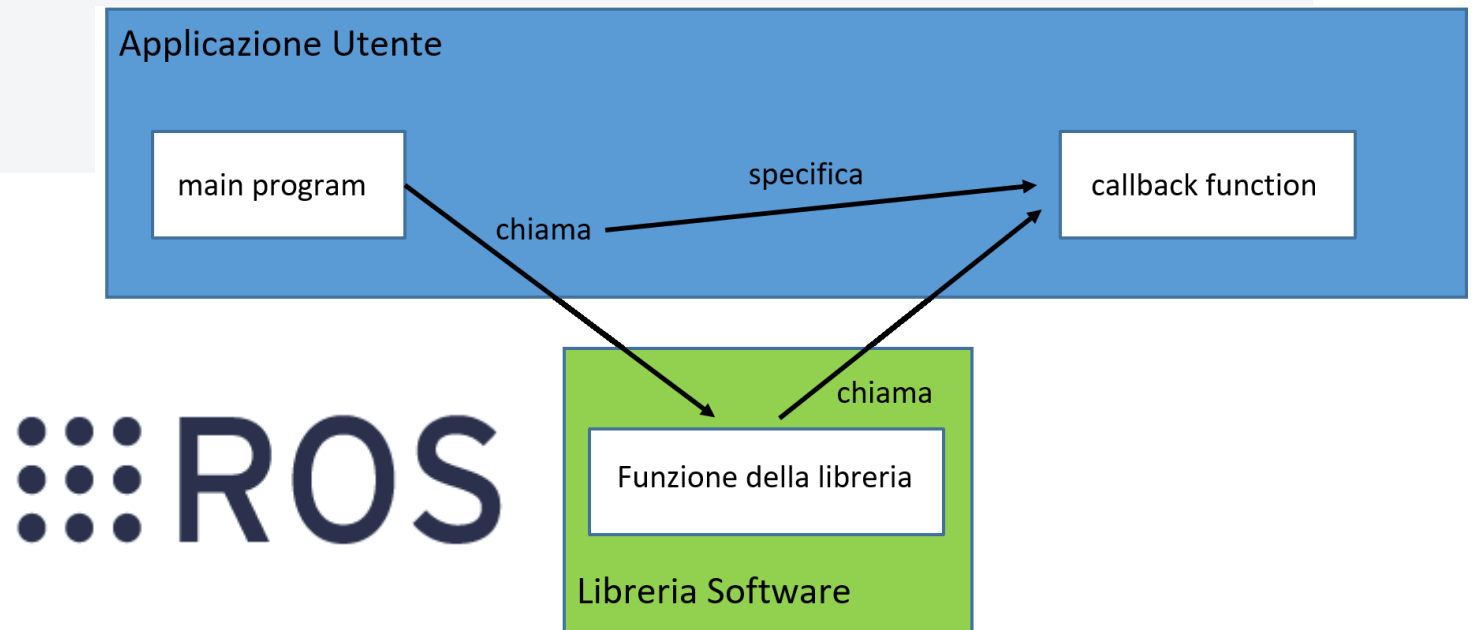 Applicazione Utente
main program
specifica
callback function
chiama
chiama
ROS
Funzione della libreria
Libreria Software